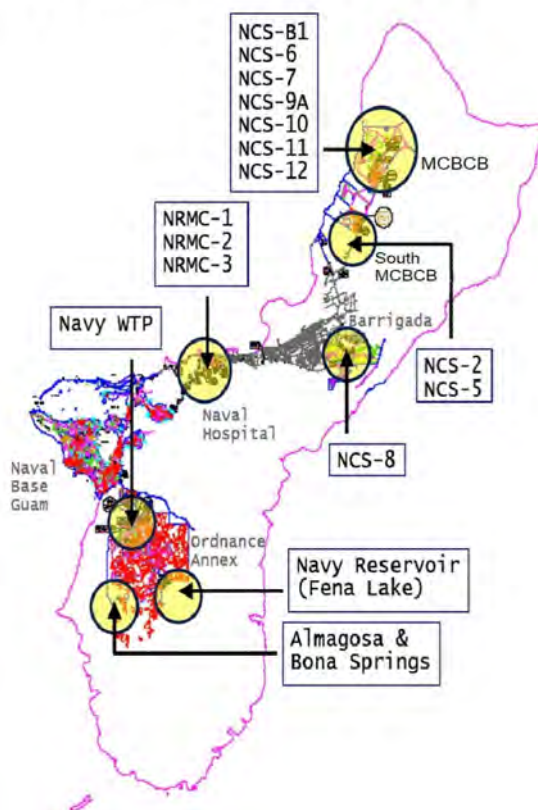 NCS-B1
NCS-6
NCS-7
NCS-9A
NCS-10
NCS-11
NCS-12
MCBCB
NRMC-1
NRMC-2
NRMC-3
South
MCBCB
Navy WTP
Barrigada
NCS-2
NCS-5
Naval
Hospital
NCS-8
Naval
Base
Guam
Ordnance
Annex
Navy Reservoir
(Fena Lake)
Almagosa &
Bona Springs